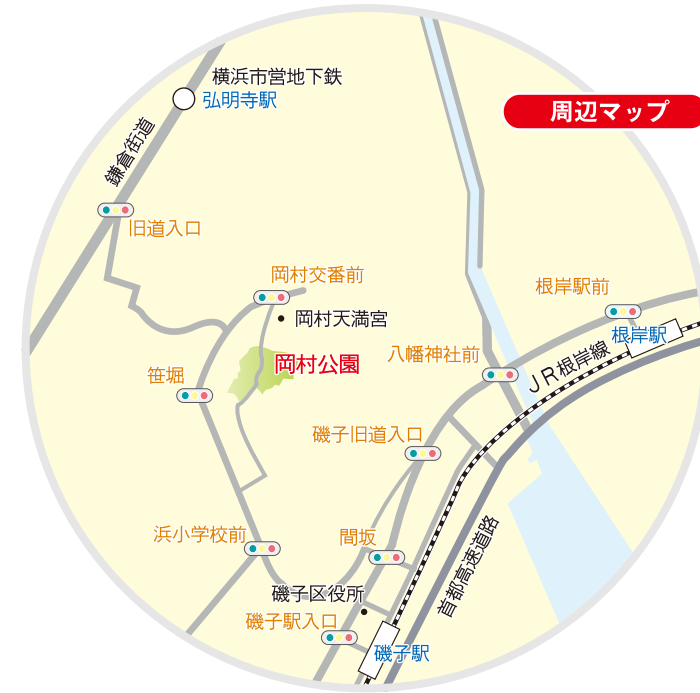 横浜市営地下鉄
弘明寺駅
周辺マップ
鎌倉街道
旧道入口
岡村交番前
根岸駅前
岡村天満宮
根岸駅
八幡神社前
JR根岸線
岡村公園
笹堀
磯子旧道入口
浜小学校前
間坂
首都高速道路
磯子区役所
磯子駅入口
磯子駅